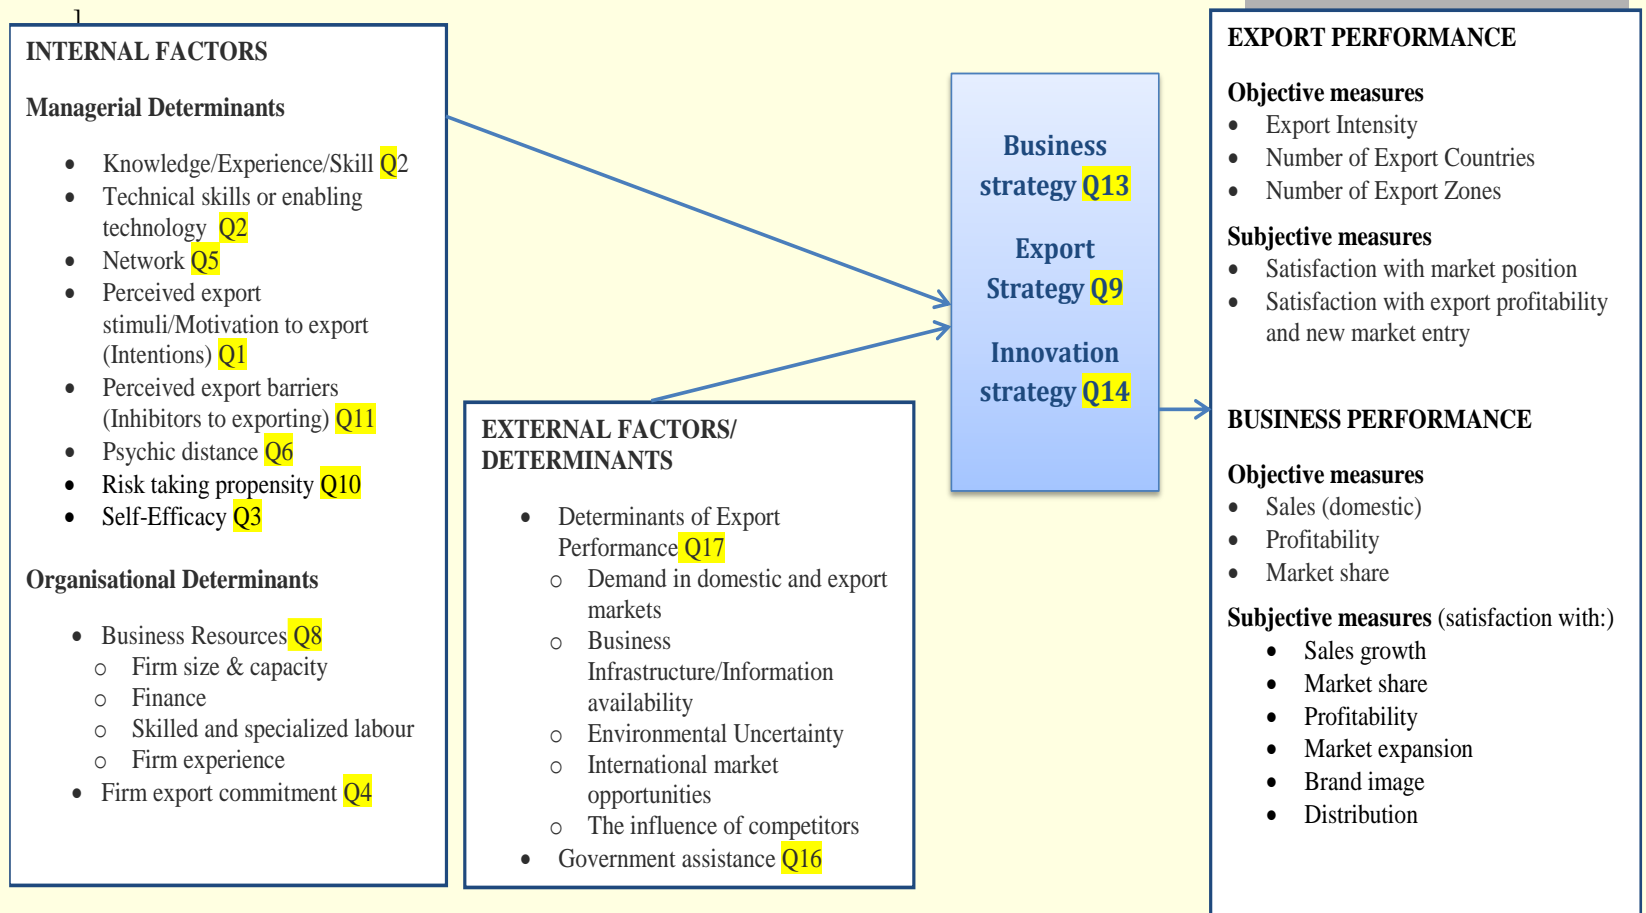 ]
INTERNAL FACTORS
Managerial Determinants
• Knowledge/Experience/Skill Q2
• Technical skills or enabling
technology Q2
• Network Q5
• Perceived export
stimuli/Motivation to export
(Intentions) Q1
• Perceived export barriers
(Inhibitors to exporting) Q11
• Psychic distance Q6
• Risk taking propensity Q10
• Self-Efficacy Q3
Organisational Determinants
• Business Resources Q8
o Firm size & capacity
o Finance
o Skilled and specialized labour
o Firm experience
• Firm export commitment Q4
EXTERNAL FACTORS/
DETERMINANTS
• Determinants of Export
Performance Q17
o Demand in domestic and export
markets
o Business
Infrastructure/Information
availability
o Environmental Uncertainty
o International market
opportunities
o The influence of competitors
• Government assistance Q16
Business
strategy Q13
Export
Strategy Q9
Innovation
strategy Q14
EXPORT PERFORMANCE
Objective measures
• Export Intensity
• Number of Export Countries
• Number of Export Zones
Subjective measures
• Satisfaction with market position
• Satisfaction with export profitability
and new market entry
BUSINESS PERFORMANCE
Objective measures
• Sales (domestic)
• Profitability
• Market share
Subjective measures (satisfaction with:)
• Sales growth
• Market share
• Profitability
• Market expansion
• Brand image
• Distribution